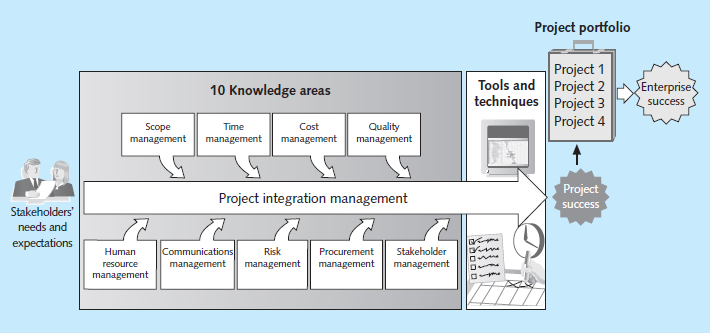 Project portfolio
Project 1
Project 2
Project 3
Project 4
Enterprise
success
10 Knowledge areas
Tools and
techniques
Scope
management
Time
management
Cost
management
Quality
management
Project integration management
Project
success
Stakeholders'
needs and
expectations
Human
resource
management
Communications
management
Risk
management
Procurement
management
Stakeholder
management